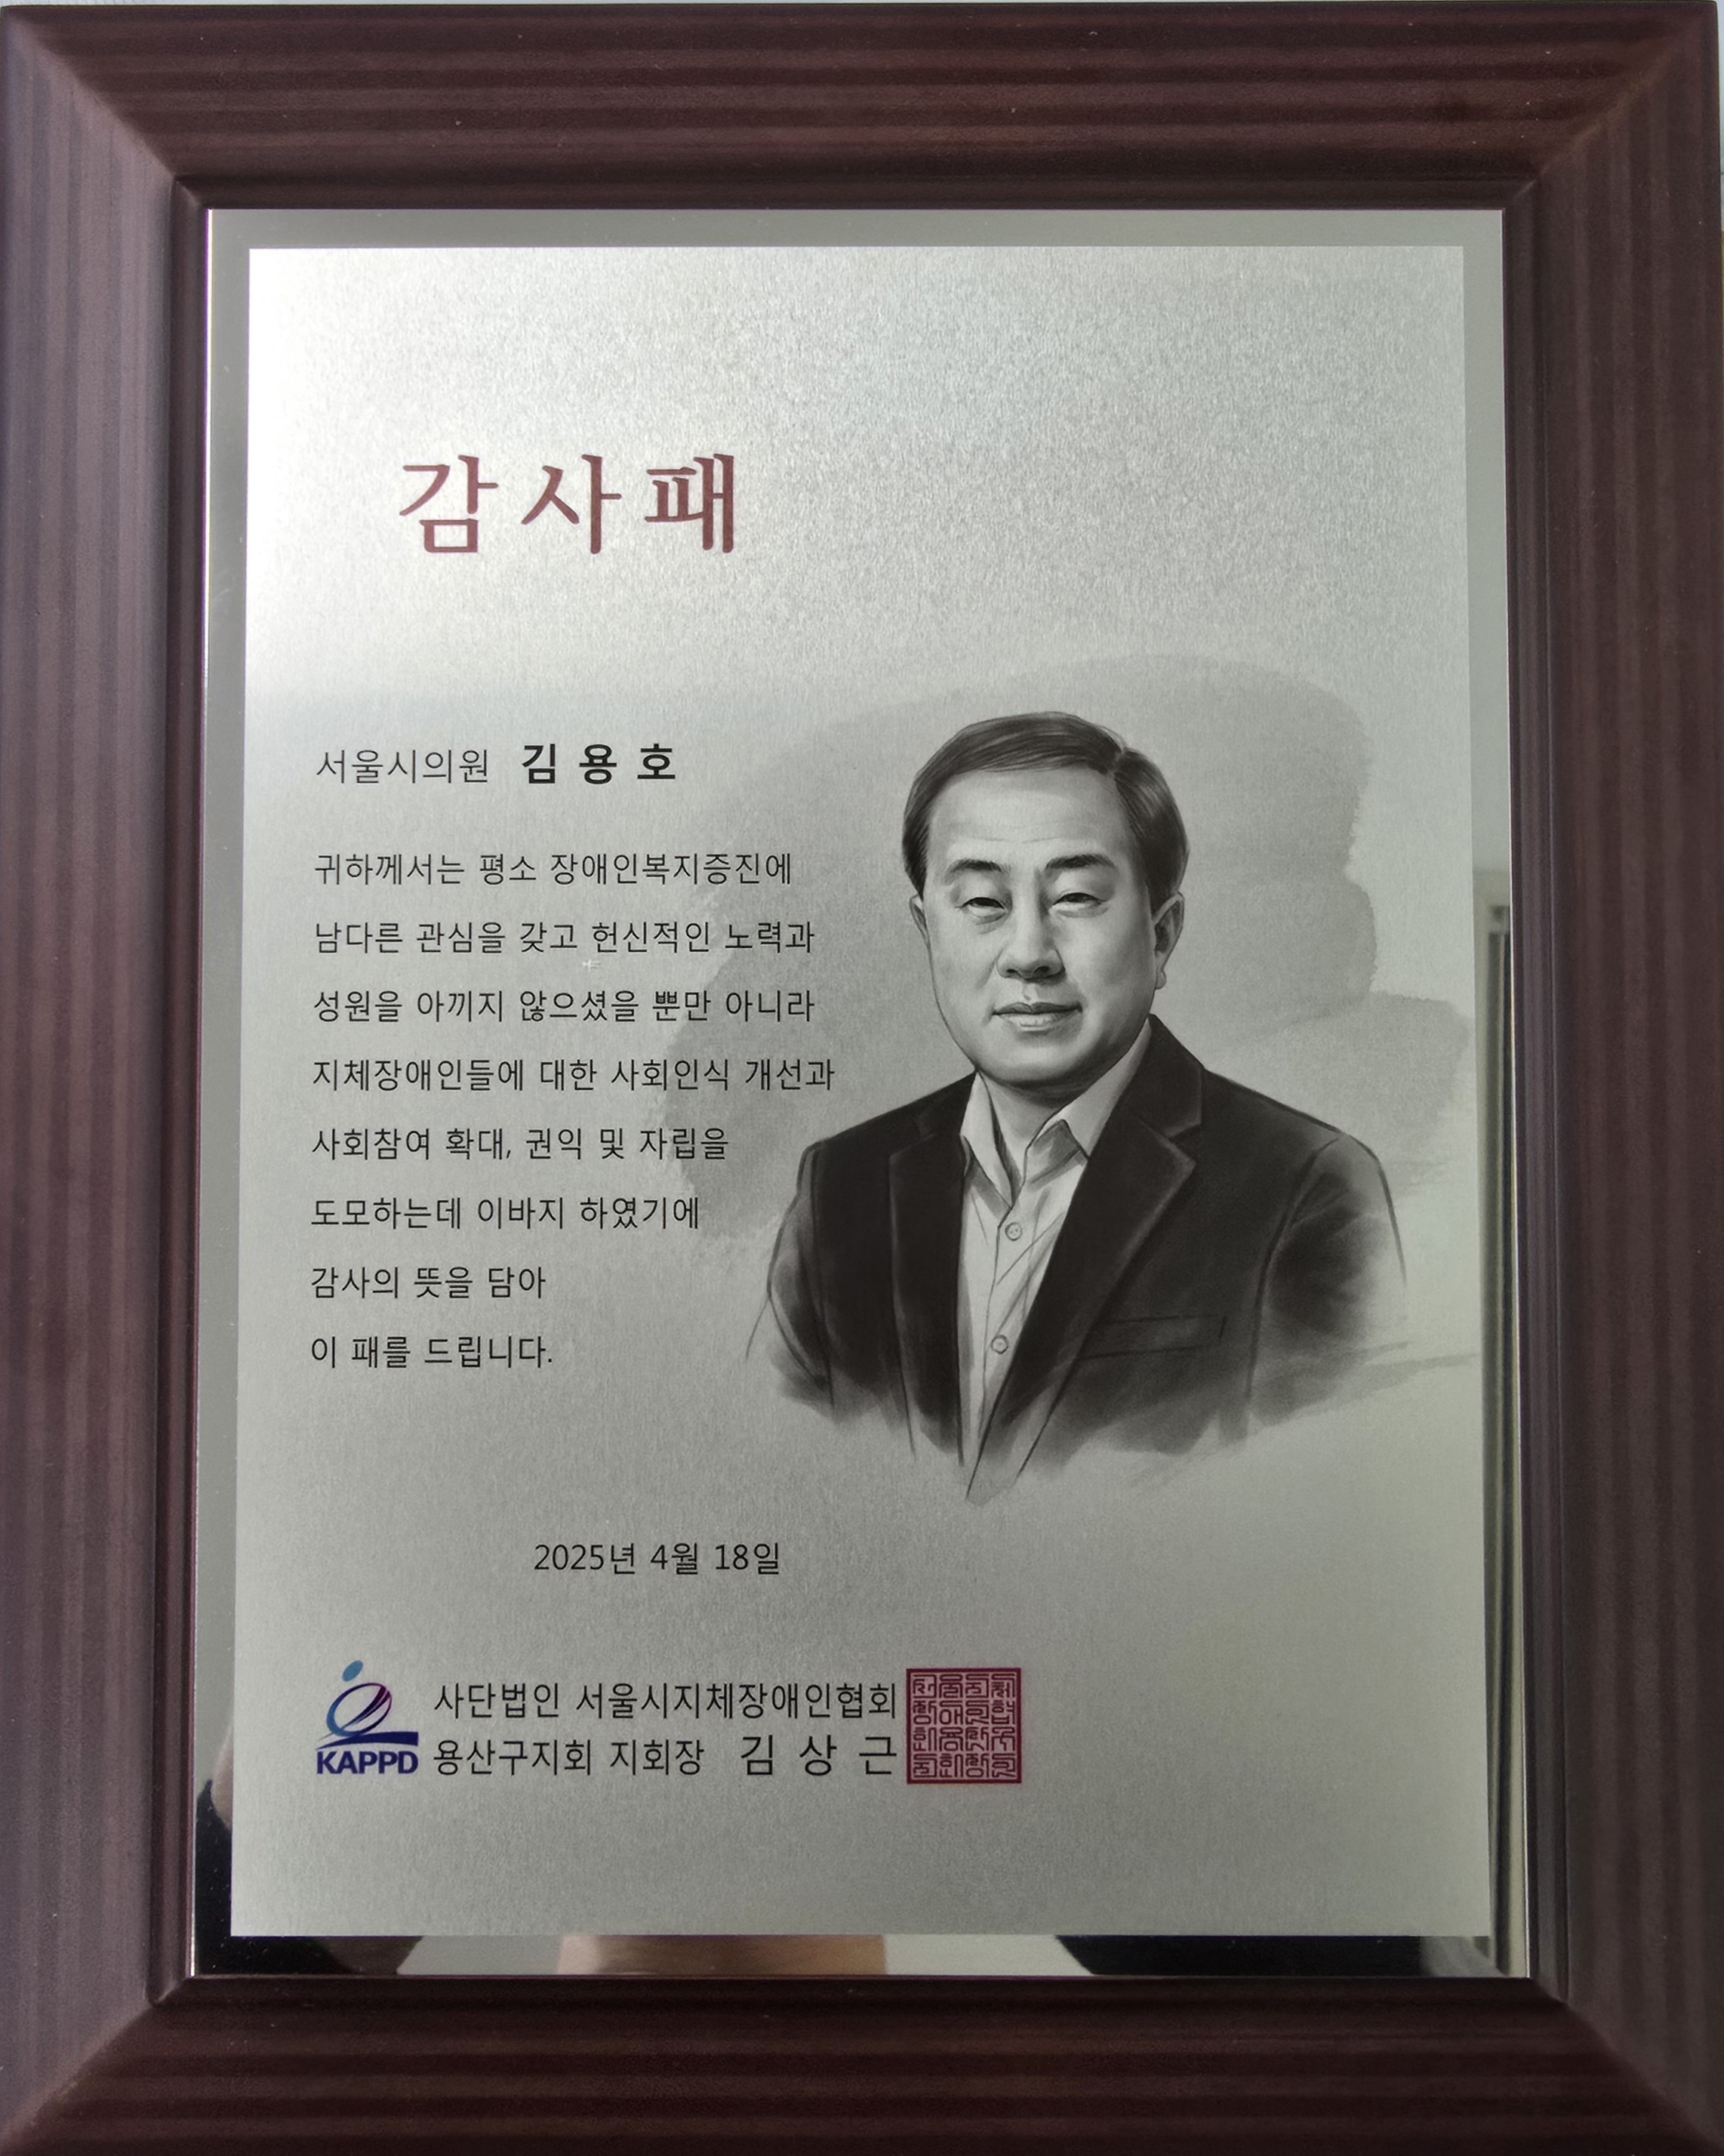 감사패
서울시의원 김용호
귀하께서는 평소 장애인복지증진에
남다른 관심을 갖고 헌신적인 노력과
성원을 아끼지 않으셨을 뿐만 아니라
지체장애인들에 대한 사회인식 개선과
사회참여 확대, 권익 및 자립을
도모하는데 이바지 하였기에
감사의 뜻을 담아
이 패를 드립니다.
2025년 4월 18일
사단법인 서울시지체장애인협회
KAPPD 용산구지회 지회장 김상근